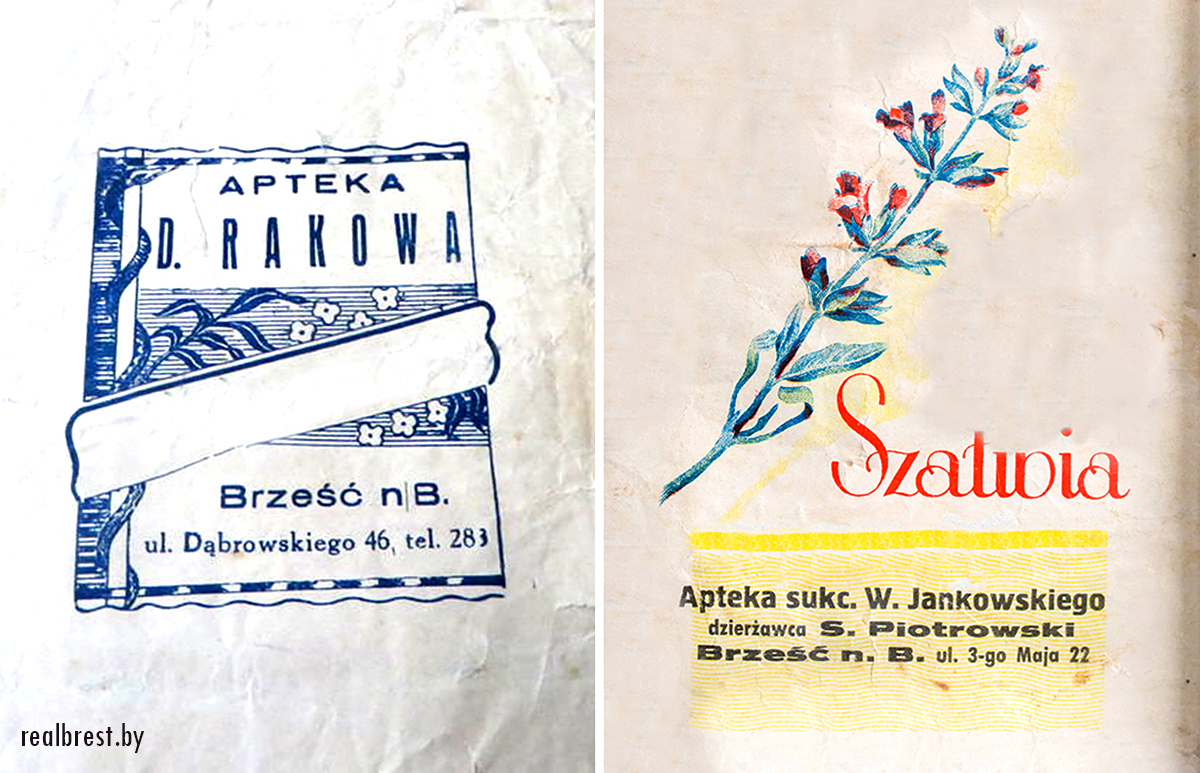 APTEKA
D. RAKOWA
Brześć n|B.
ul. Dąbrowskiego 46, tel. 283
realbrest.by
Szałwia
Apteka sukc. W. Jankowskiego
dzierżawca S. Piotrowski
Brześć n. B. ul. 3-go Maja 22